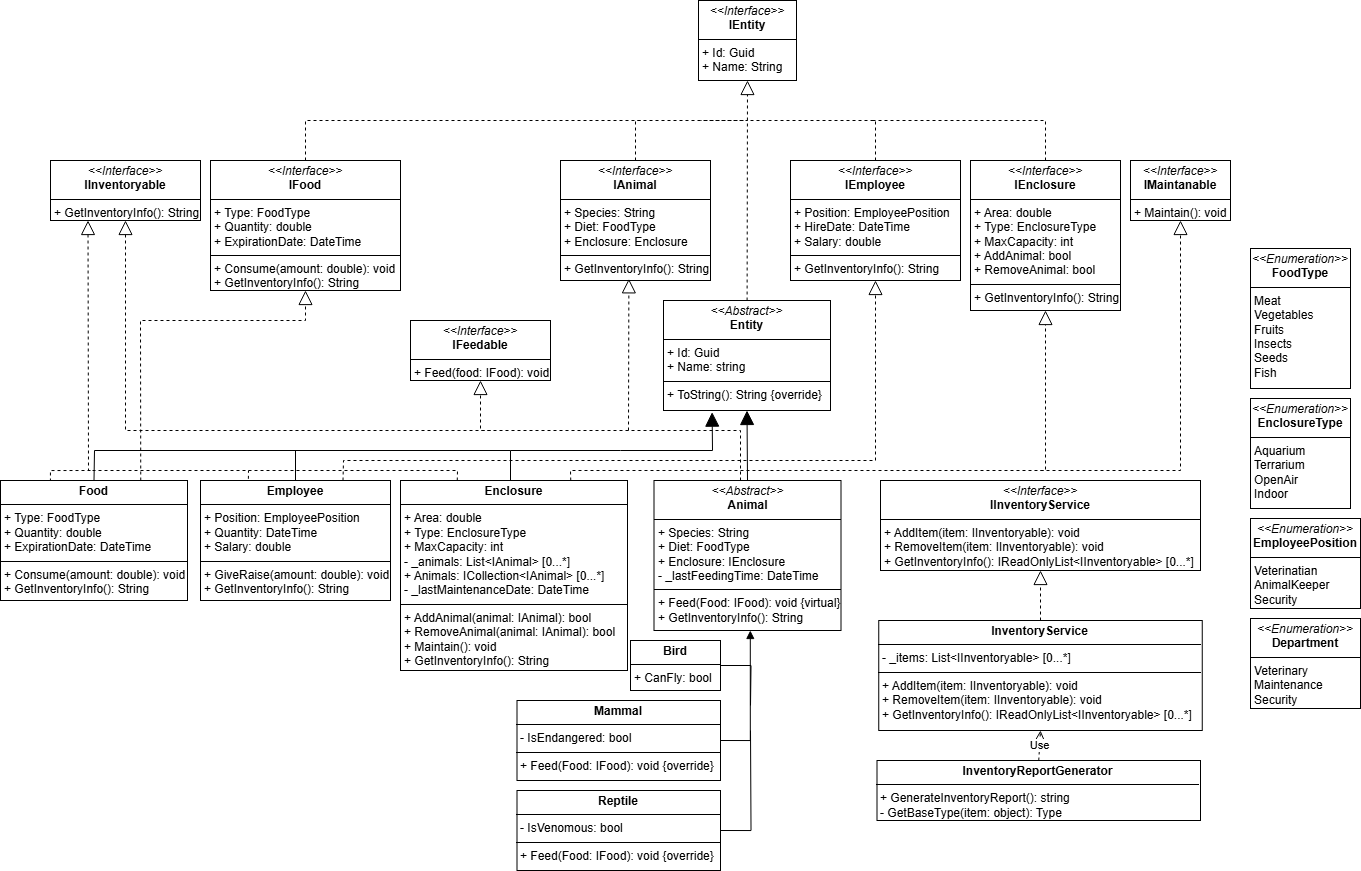 <<Interface>>
IEntity
+ Id: Guid
+ Name: String
<<Interface>>
IInventoryable
+ GetInventoryInfo(): String
<<Interface>>
IFood
+ Type: FoodType
+ Quantity: double
+ ExpirationDate: DateTime
+ Consume(amount: double): void
+ GetInventoryInfo(): String
<<Interface>>
IAnimal
+ Species: String
+ Diet: FoodType
+ Enclosure: Enclosure
+ GetInventoryInfo(): String
<<Interface>>
IEmployee
+ Position: EmployeePosition
+ HireDate: DateTime
+ Salary: double
+ GetInventoryInfo(): String
<<Interface>>
IEnclosure
+ Area: double
+ Type: EnclosureType
+ MaxCapacity: int
+ AddAnimal: bool
+ RemoveAnimal: bool
+ GetInventoryInfo(): String
<<Interface>>
IMaintanable
+ Maintain(): void
<<Enumeration>>
FoodType
Meat
Vegetables
Fruits
Insects
Seeds
Fish
<<Interface>>
IFeedable
+ Feed(food: IFood): void
<<Abstract>>
Entity
+ Id: Guid
+ Name: string
+ ToString(): String {override}
<<Enumeration>>
EnclosureType
Aquarium
Terrarium
OpenAir
Indoor
Food
+ Type: FoodType
+ Quantity: double
+ ExpirationDate: DateTime
+ Consume(amount: double): void
+ GetInventoryInfo(): String
Employee
+ Position: EmployeePosition
+ Quantity: DateTime
+ Salary: double
+ GiveRaise(amount: double): void
+ GetInventoryInfo(): String
Enclosure
+ Area: double
+ Type: EnclosureType
+ MaxCapacity: int
- _animals: List<IAnimal> [0...*]
+ Animals: ICollection<IAnimal> [0...*]
- _lastMaintenanceDate: DateTime
+ AddAnimal(animal: IAnimal): bool
+ RemoveAnimal(animal: IAnimal): bool
+ Maintain(): void
+ GetInventoryInfo(): String
<<Abstract>>
Animal
+ Species: String
+ Diet: FoodType
+ Enclosure: IEnclosure
- _lastFeedingTime: DateTime
+ Feed(Food: IFood): void {virtual}
+ GetInventoryInfo(): String
<<Interface>>
IInventoryService
+ AddItem(item: IInventoryable): void
+ RemoveItem(item: IInventoryable): void
+ GetInventoryInfo(): IReadOnlyList<IInventoryable> [0...*]
<<Enumeration>>
EmployeePosition
Veterinatian
AnimalKeeper
Security
<<Enumeration>>
Department
Veterinary
Maintenance
Security
InventoryService
- _items: List<IInventoryable> [0...*]
+ AddItem(item: IInventoryable): void
+ RemoveItem(item: IInventoryable): void
+ GetInventoryInfo(): IReadOnlyList<IInventoryable> [0...*]
Use
InventoryReportGenerator
+ GenerateInventoryReport(): string
- GetBaseType(item: object): Type
Bird
+ CanFly: bool
Mammal
- IsEndangered: bool
+ Feed(Food: IFood): void {override}
Reptile
- IsVenomous: bool
+ Feed(Food: IFood): void {override}